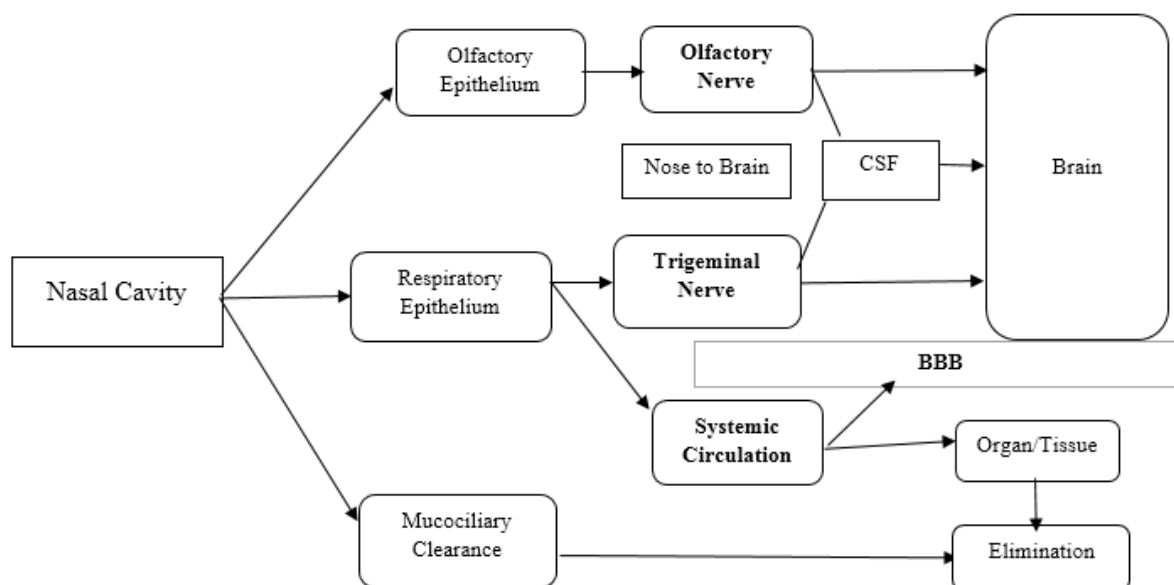 Olfactory
Epithelium
Olfactory
Nerve
Nose to Brain
CSF
Brain
Nasal Cavity
Respiratory
Epithelium
Trigeminal
Nerve
BBB
Systemic
Circulation
Organ/Tissue
Mucociliary
Clearance
Elimination